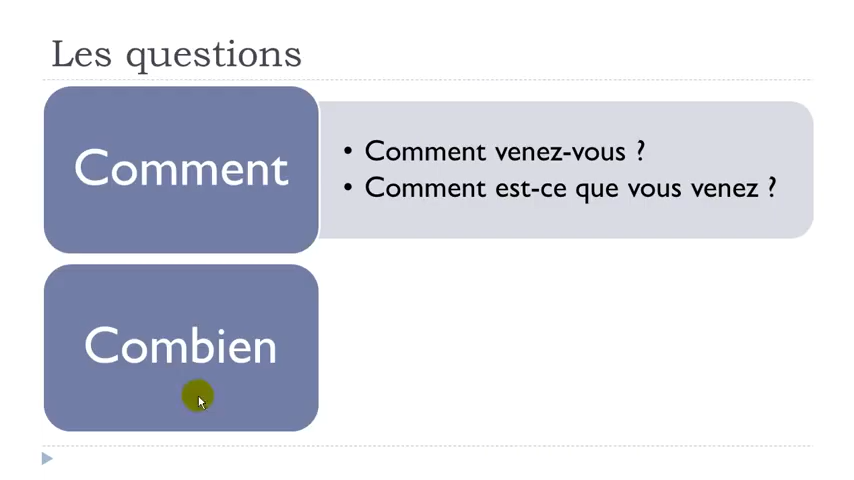 Les questions
Comment
• Comment venez-vous ?
• Comment est-ce que vous venez ?
Combien